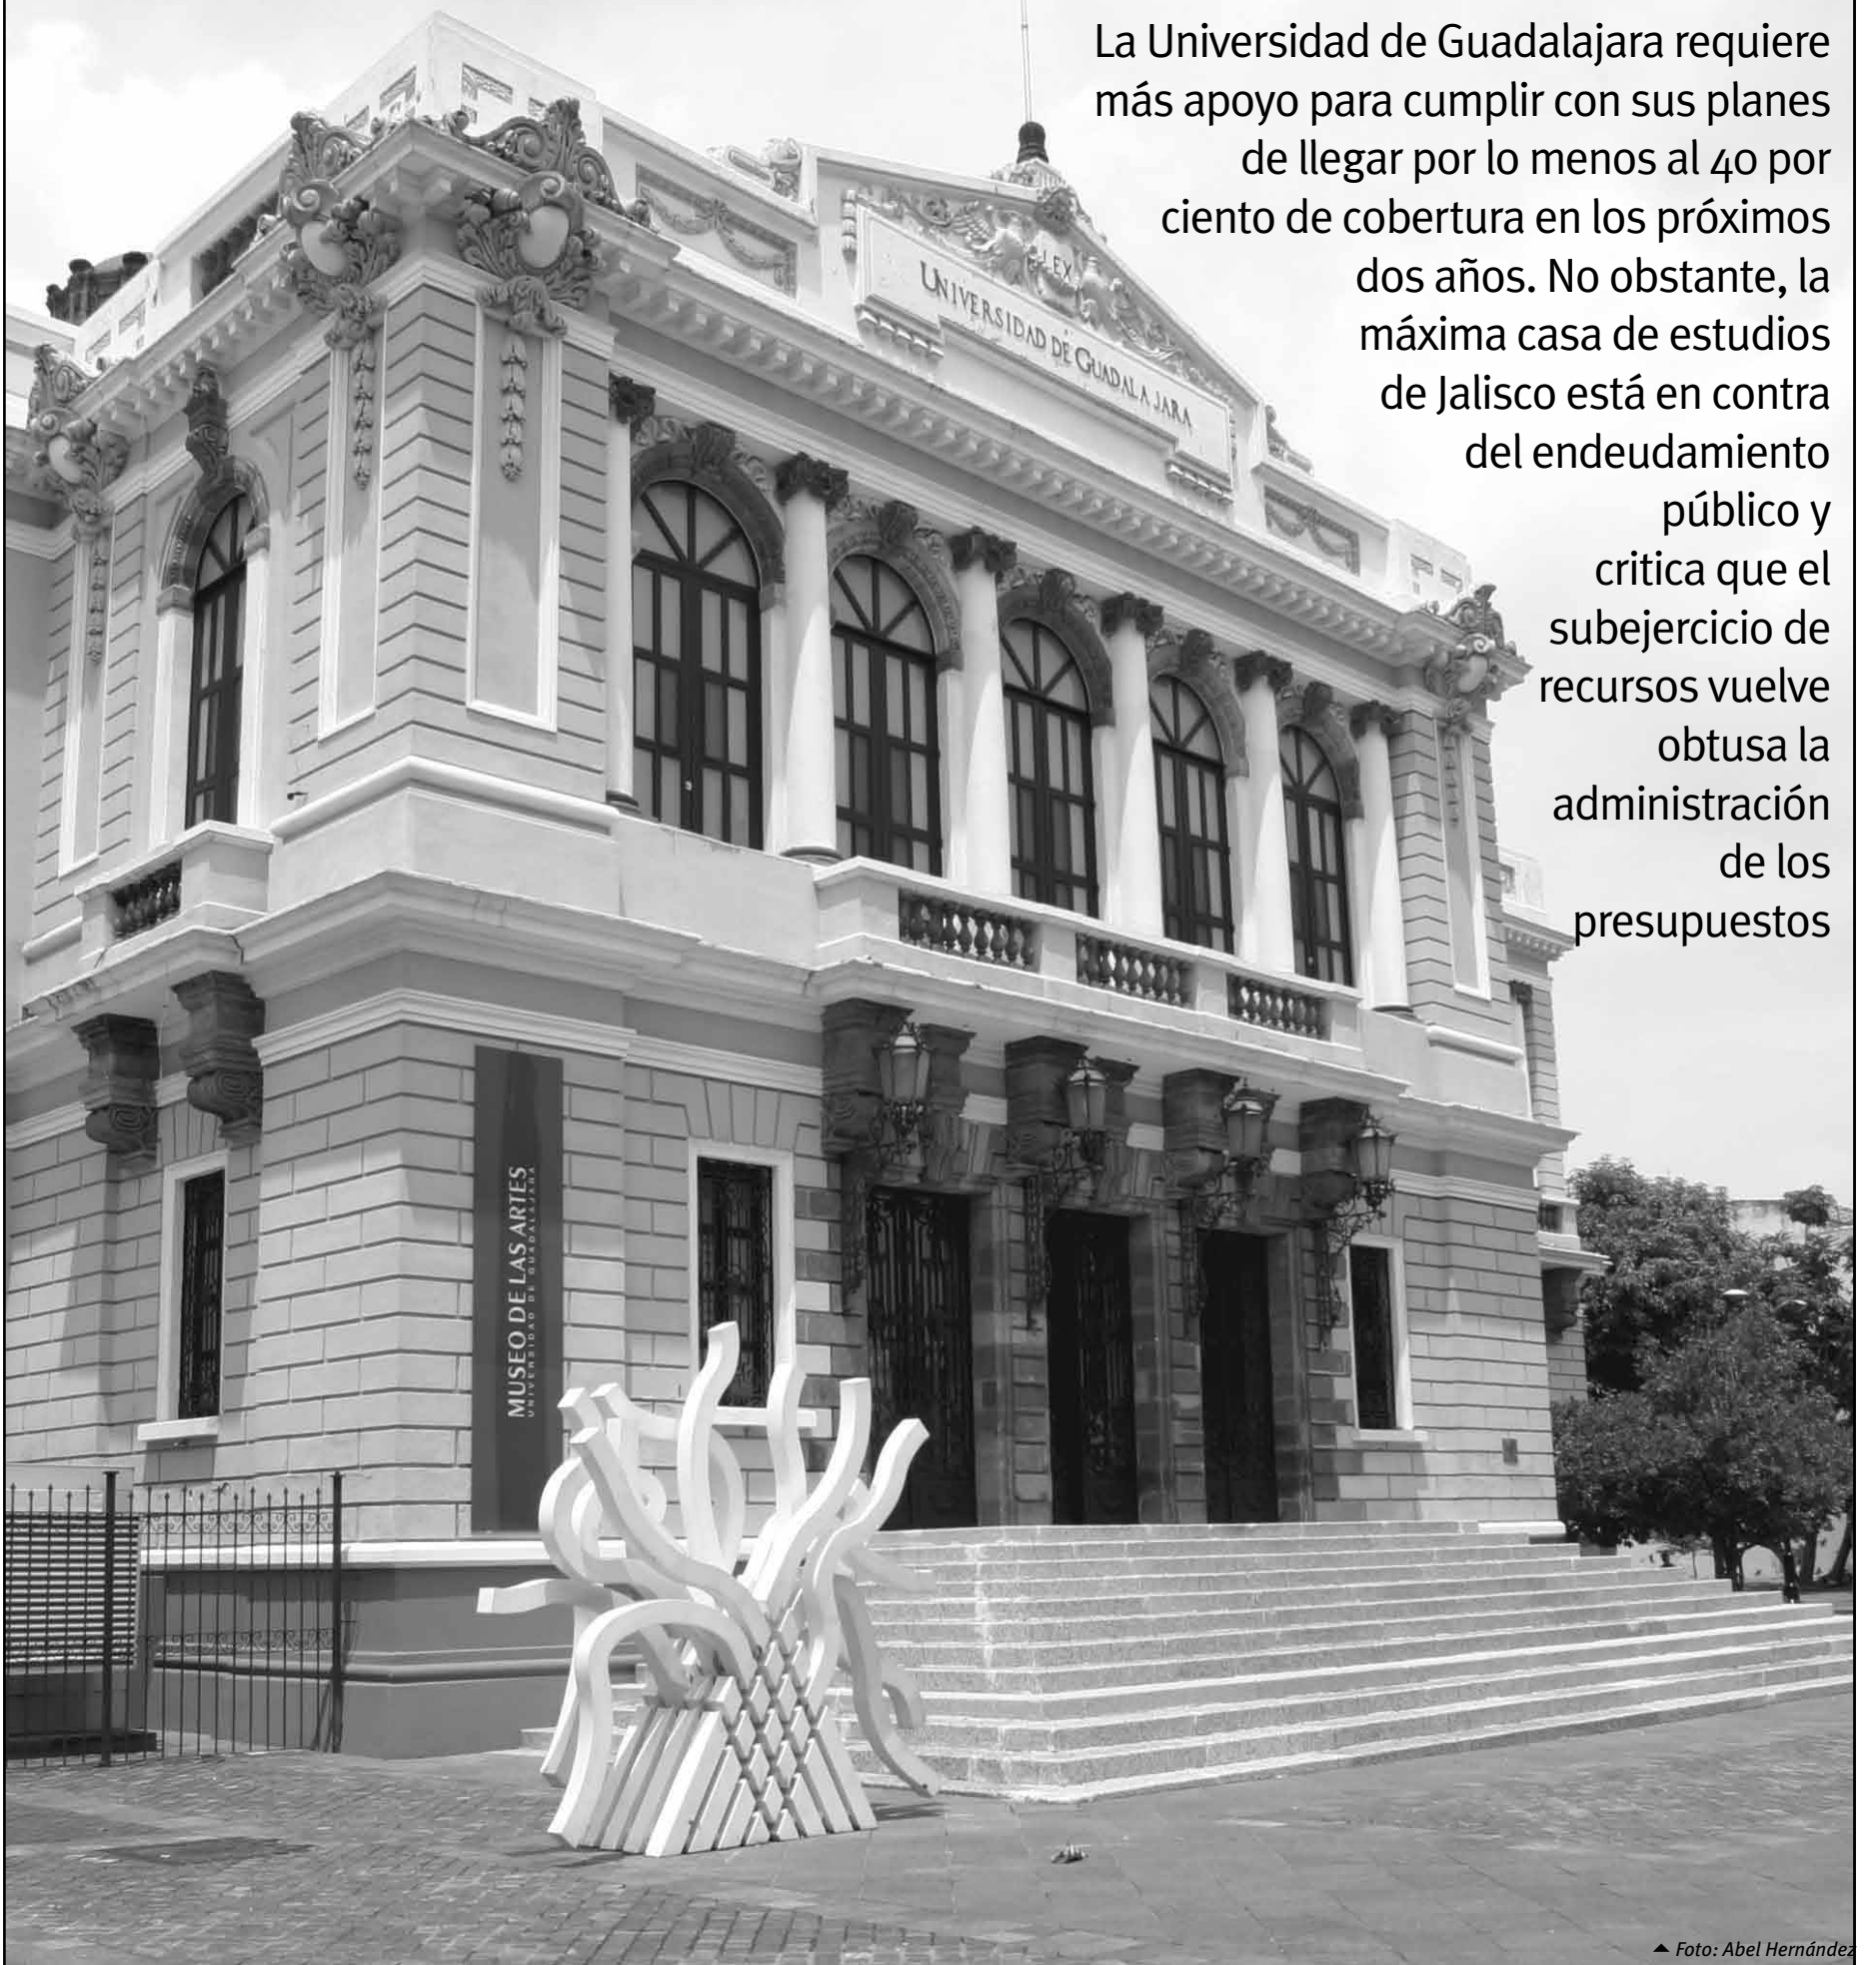 La Universidad de Guadalajara requiere
más apoyo para cumplir con sus planes
de llegar por lo menos al 40 por
ciento de cobertura en los próximos
dos años. No obstante, la
máxima casa de estudios
de Jalisco está en contra
del endeudamiento
público y
critica que el
subejercicio de
recursos vuelve
obtusa la
administración
de los
presupuestos
LEX
UNIVERSIDAD DE GUADALAJARA
MUSEO DE LAS ARTES
UNIVERSIDAD DE GUADALAJARA
Foto: Abel Hernández